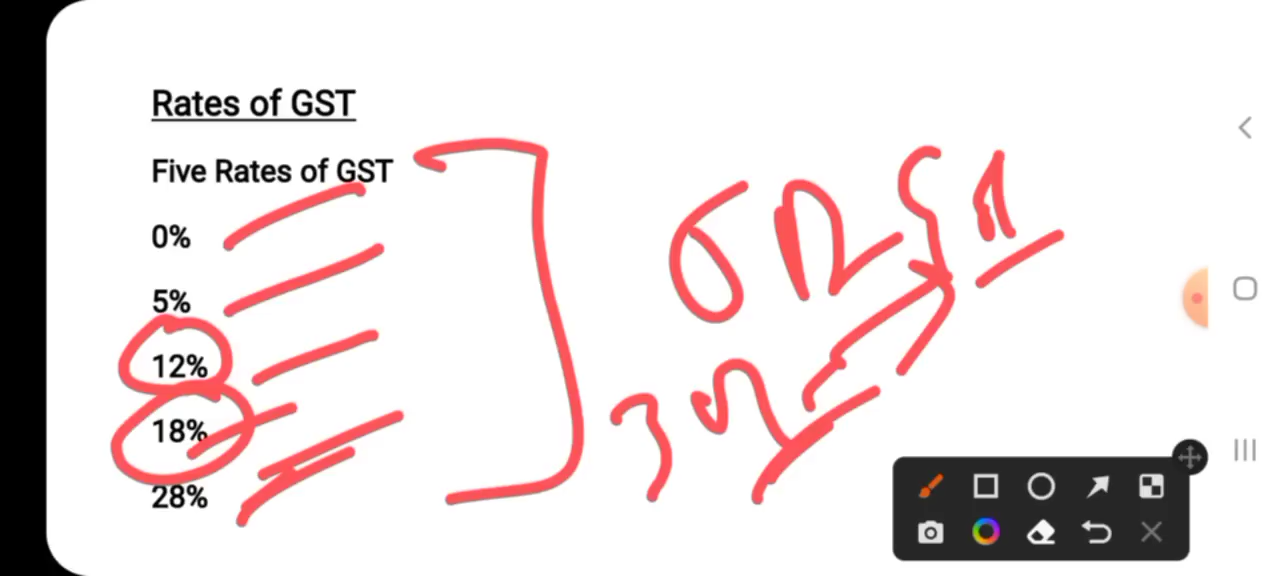 Rates of GST
Five Rates of GST
0%
5%
12%
18%
28%